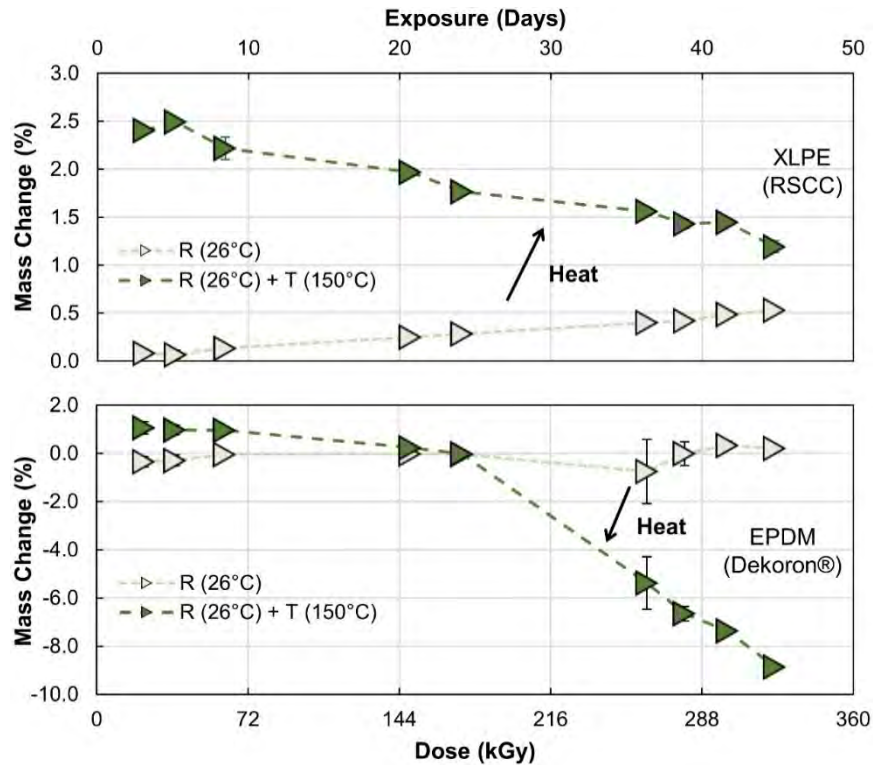 Exposure (Days)
0 10 20 30 40 50
Mass Change (%)
3.0
2.5
2.0
1.5
1.0
0.5
0.0
XLPE
(RSCC)
R (26°C)
R (26°C) + T (150°C)
Heat
Mass Change (%)
2.0
0.0
-2.0
-4.0
-6.0
-8.0
-10.0
Heat
EPDM
(Dekoron®)
R (26°C)
R (26°C) + T (150°C)
0 72 144 216 288 360
Dose (kGy)